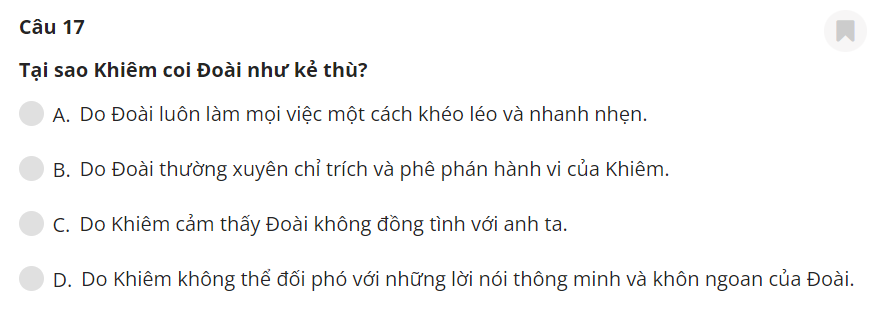 Câu 17
Tại sao Khiêm coi Đoài như kẻ thù?
A. Do Đoài luôn làm mọi việc một cách khéo léo và nhanh nhẹn.
B. Do Đoài thường xuyên chỉ trích và phê phán hành vi của Khiêm.
C. Do Khiêm cảm thấy Đoài không đồng tình với anh ta.
D. Do Khiêm không thể đối phó với những lời nói thông minh và khôn ngoan của Đoài.